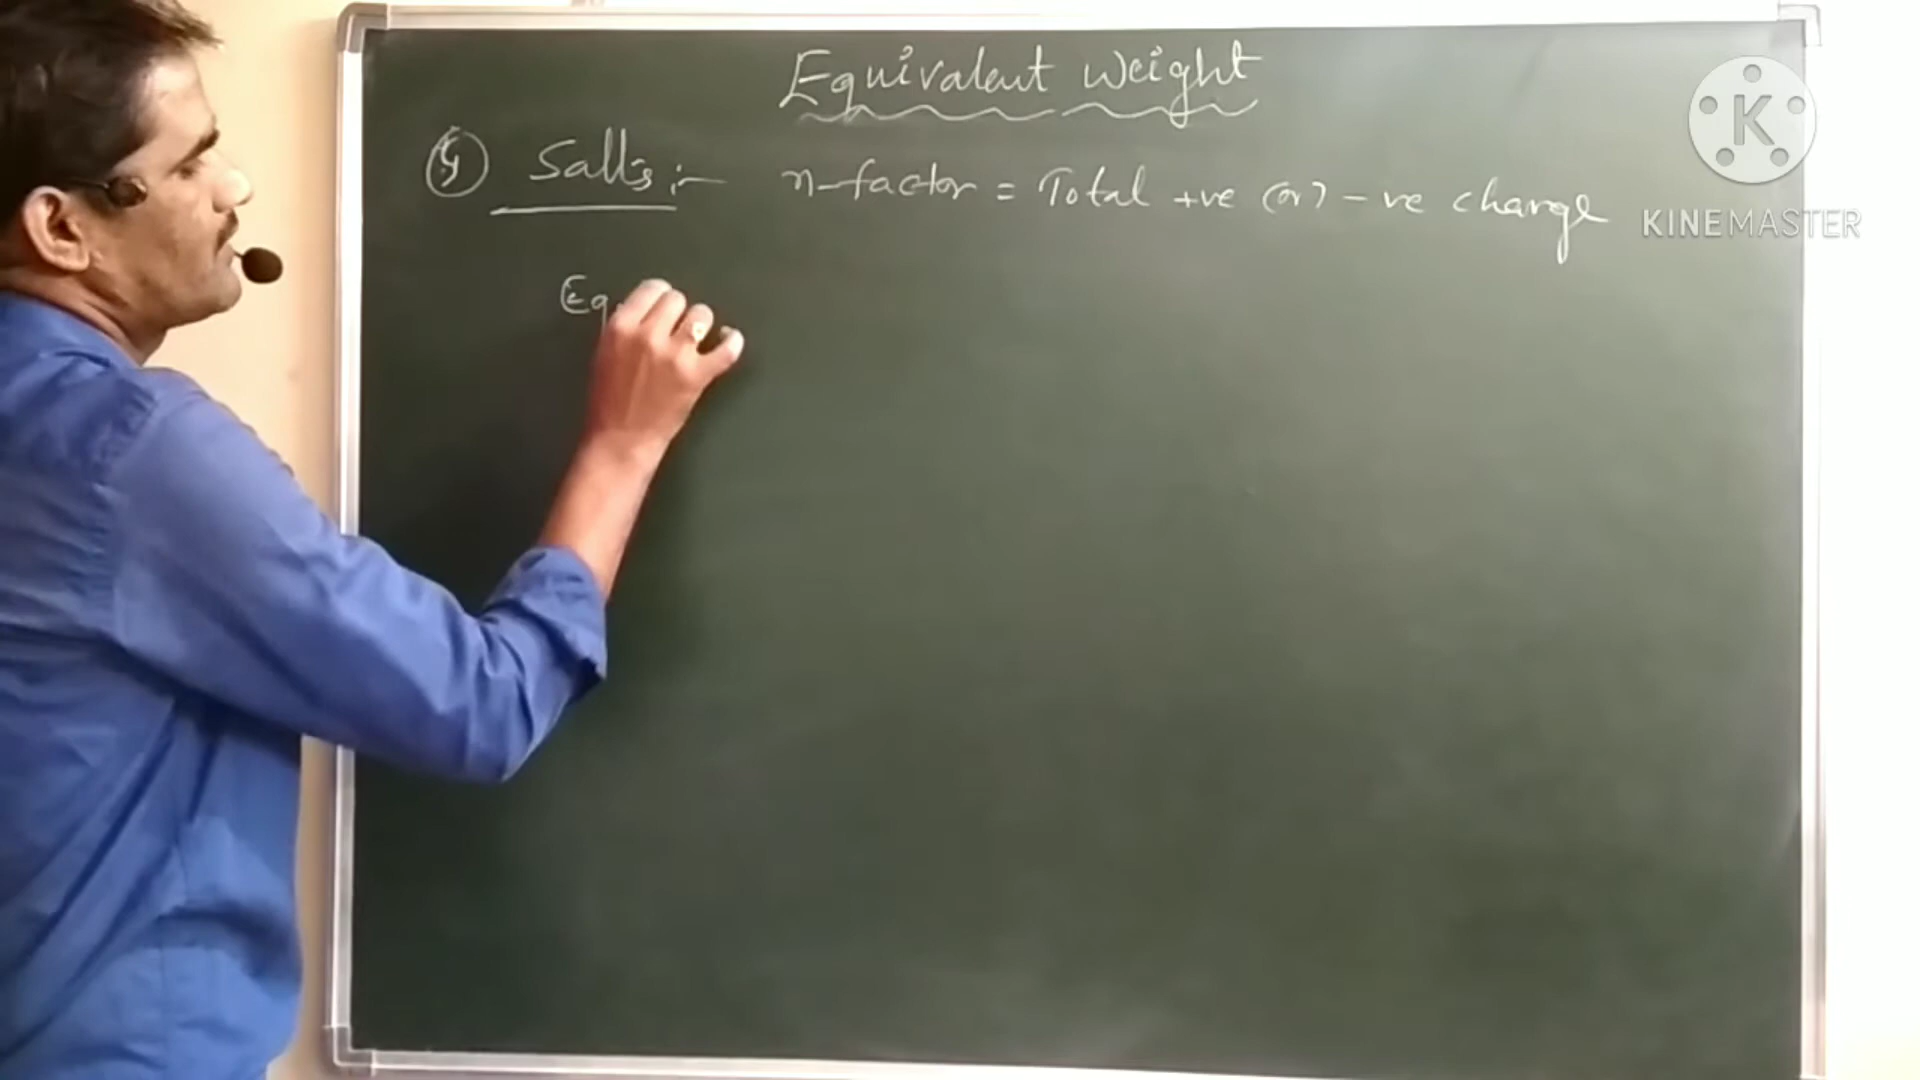 Equivalent Weight
5 Salts :- n-factor = Total +ve (or) -ve charge
Eq.
K
KINEMASTER